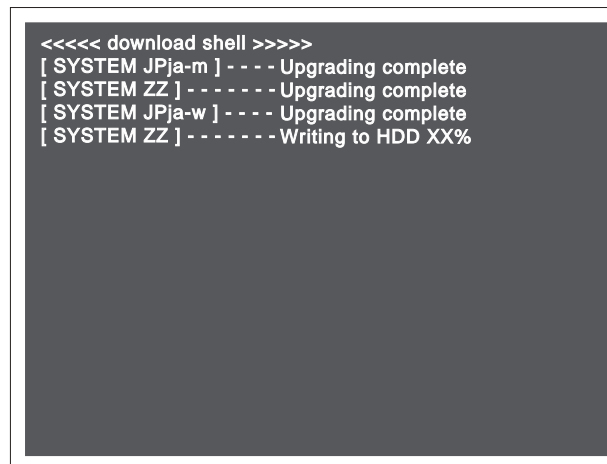 <<<<< download shell >>>>>
[ SYSTEM JPja-m ] - - - - Upgrading complete
[ SYSTEM ZZ ] - - - - - - - Upgrading complete
[ SYSTEM JPja-w ] - - - - Upgrading complete
[ SYSTEM ZZ ] - - - - - - - Writing to HDD XX%